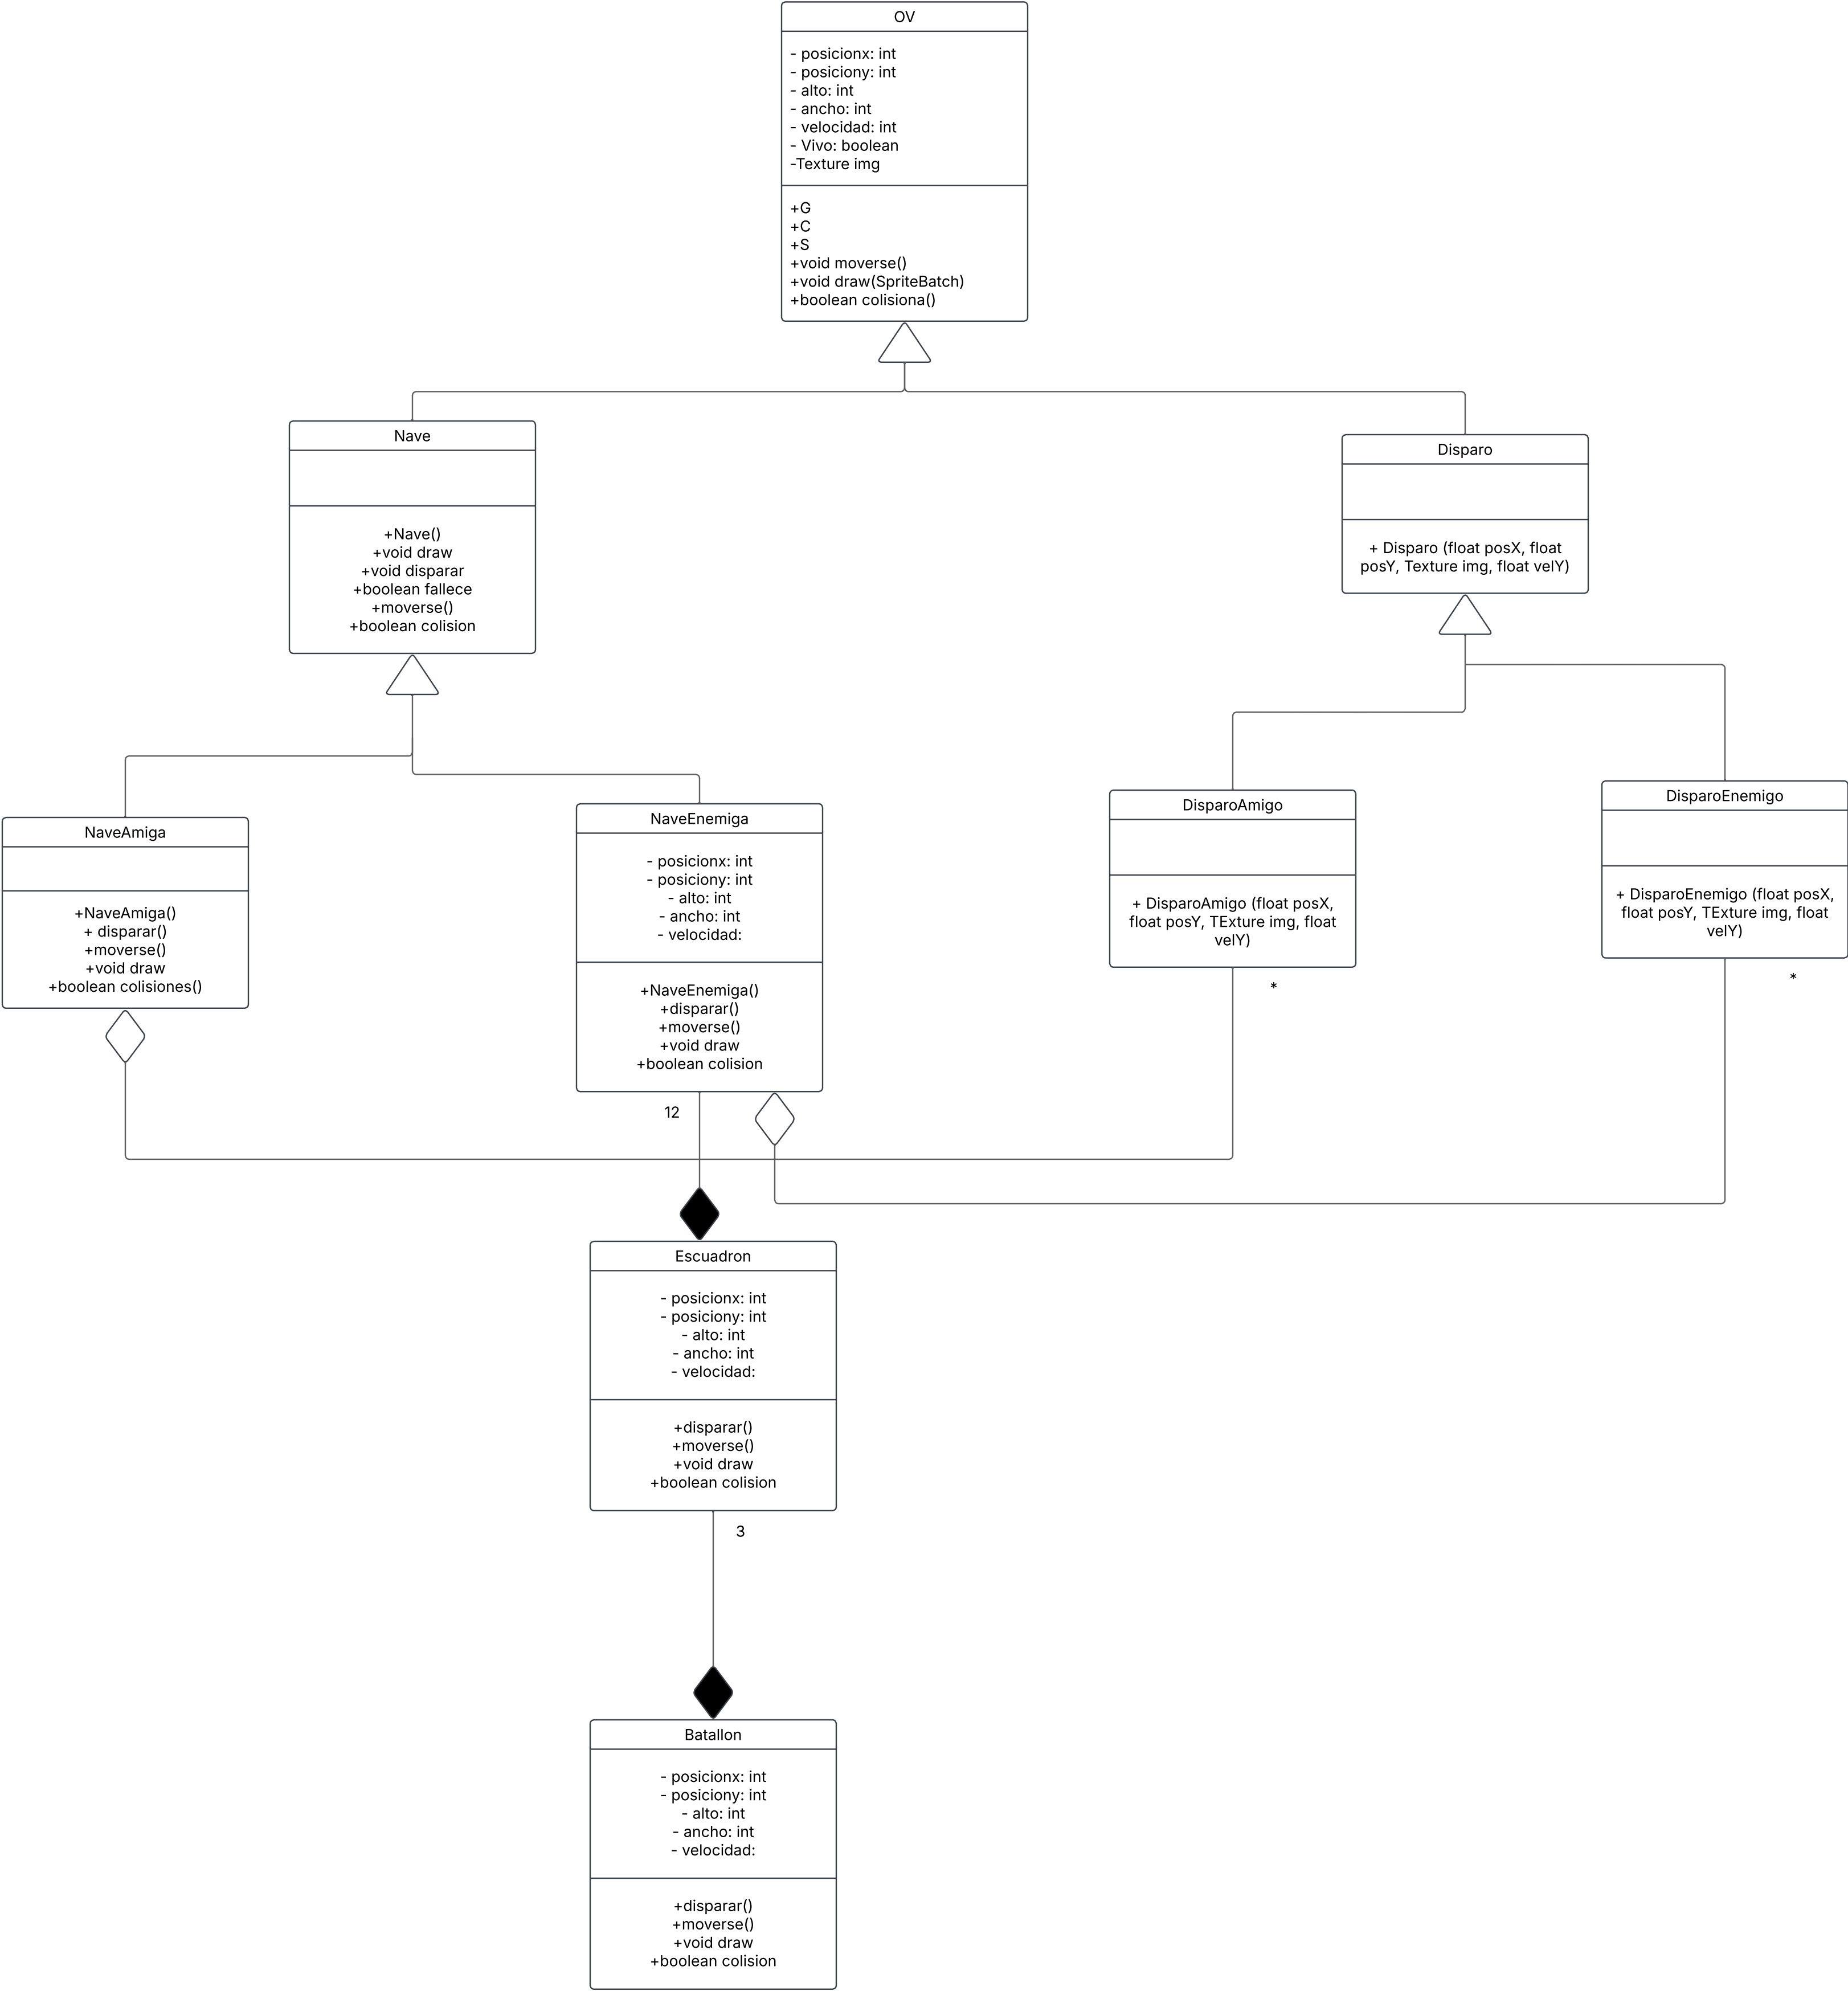 OV
- posicionx: int
- posiciony: int
- alto: int
- ancho: int
- velocidad: int
- Vivo: boolean
-Texture img
+G
+C
+S
+void moverse()
+void draw(SpriteBatch)
+boolean colisiona()
Nave
+Nave()
+void draw
+void disparar
+boolean fallece
+moverse()
+boolean colision
Disparo
+ Disparo (float posX, float
posY, Texture img, float velY)
NaveAmiga
+NaveAmiga()
+ disparar()
+moverse()
+void draw
+boolean colisiones()
NaveEnemiga
- posicionx: int
- posiciony: int
- alto: int
- ancho: int
- velocidad:
+NaveEnemiga()
+disparar()
+moverse()
+void draw
+boolean colision
12
DisparoAmigo
+ DisparoAmigo (float posX,
float posY, TExture img, float
velY)
*
DisparoEnemigo
+ DisparoEnemigo (float posX,
float posY, TExture img, float
velY)
*
Escuadron
- posicionx: int
- posiciony: int
- alto: int
- ancho: int
- velocidad:
+disparar()
+moverse()
+void draw
+boolean colision
3
Batallon
- posicionx: int
- posiciony: int
- alto: int
- ancho: int
- velocidad:
+disparar()
+moverse()
+void draw
+boolean colision